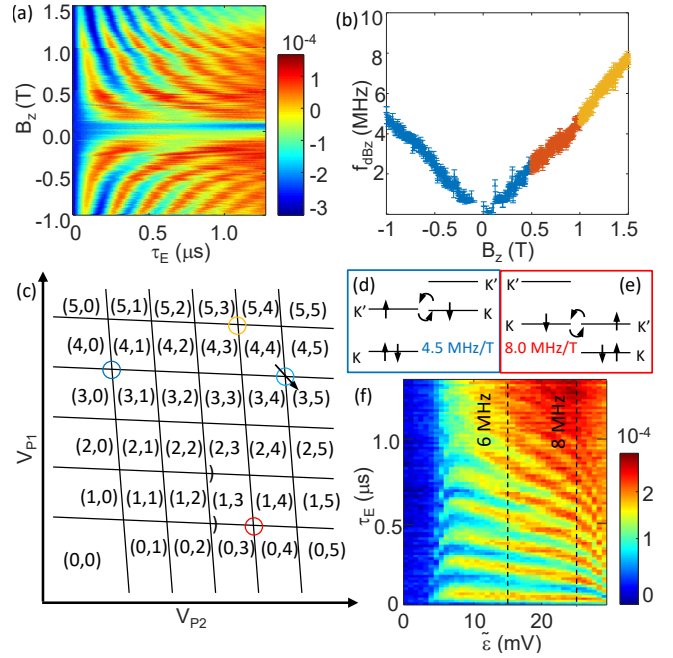 (a)
1.5
1.0
0.5
0.0
-0.5
-1.0
B_z (T)
0
0.5
1.0
τ_E (μs)
10^-4
1
0
-1
-2
-3
(b)
10
8
6
4
2
f_dBz (MHz)
-1
-0.5
0
0.5
1
1.5
B_z (T)
(c)
(5,0) (5,1) (5,2) (5,3) (5,4) (5,5)
(4,0) (4,1) (4,2) (4,3) (4,4) (4,5)
(3,0) (3,1) (3,2) (3,3) (3,4) (3,5)
(2,0) (2,1) (2,2) (2,3 (2,4) (2,5)
)
(1,0) (1,1) (1,2) (1,3 (1,4) (1,5)
)
(0,0) (0,1) (0,2) (0,3) (0,4) (0,5)
V_P1
V_P2
(d)
K'
K'
K
4.5 MHz/T
(e)
K'
K
K'
K
8.0 MHz/T
(f)
6 MHz
8 MHz
1.0
0.5
0
τ_E (μs)
0
10
20
ε̃ (mV)
10^-4
2
1
0